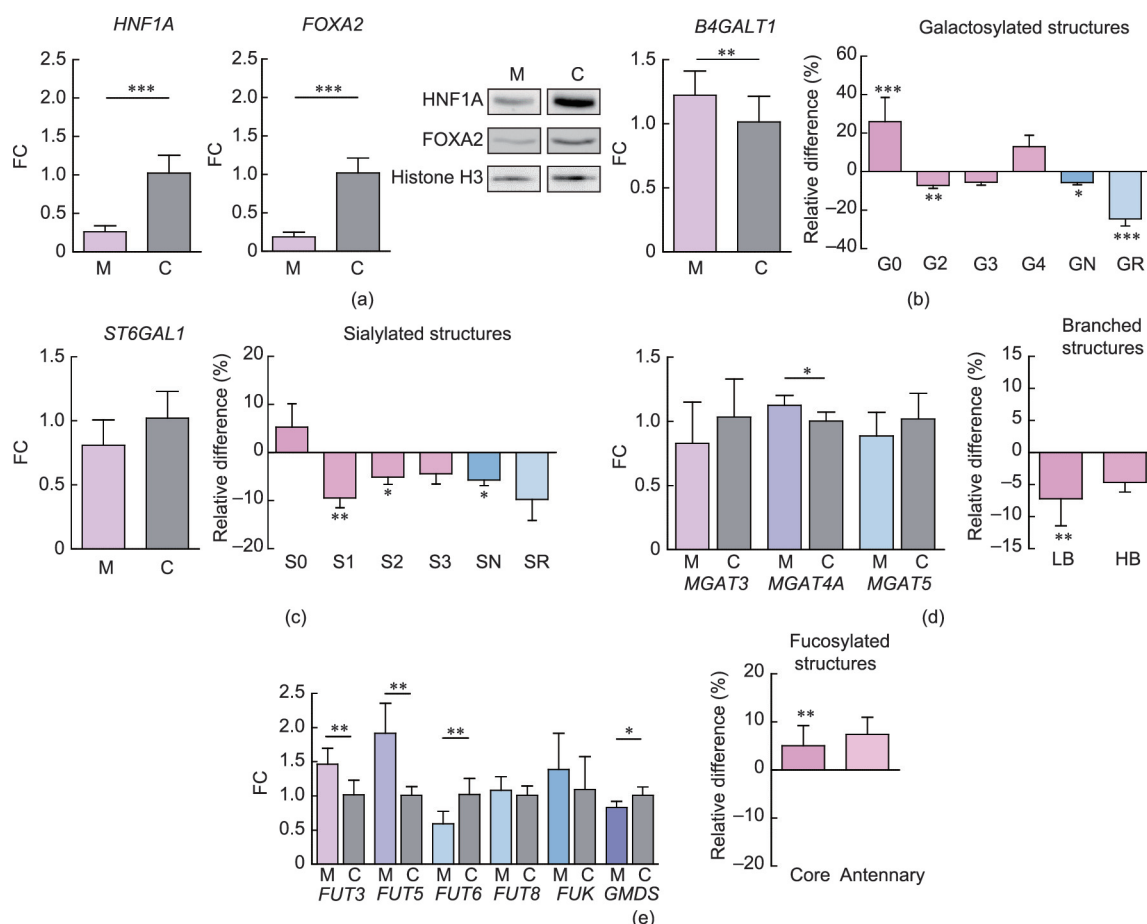 HNF1A
FC
2.5
2.0
1.5
1.0
0.5
0
***
M C
FOXA2
FC
2.5
2.0
1.5
1.0
0.5
0
***
M C
M C
HNF1A
FOXA2
Histone H3
(a)
B4GALT1
FC
1.5
1.0
0.5
0
**
M C
Galactosylated structures
Relative difference (%)
60
40
20
0
−20
−40
***
**
*
***
G0 G2 G3 G4 GN GR
(b)
ST6GAL1
FC
1.5
1.0
0.5
0
M C
Sialylated structures
Relative difference (%)
20
10
0
−10
−20
**
*
*
S0 S1 S2 S3 SN SR
(c)
FC
1.5
1.0
0.5
0
*
M C M C M C
MGAT3 MGAT4A MGAT5
Branched
structures
Relative difference (%)
15
10
5
0
−5
−10
−15
**
LB HB
(d)
FC
2.5
2.0
1.5
1.0
0.5
0
**
**
**
*
M C M C M C M C M C M C
FUT3 FUT5 FUT6 FUT8 FUK GMDS
Fucosylated
structures
Relative difference (%)
20
10
0
−10
−20
**
Core Antennary
(e)